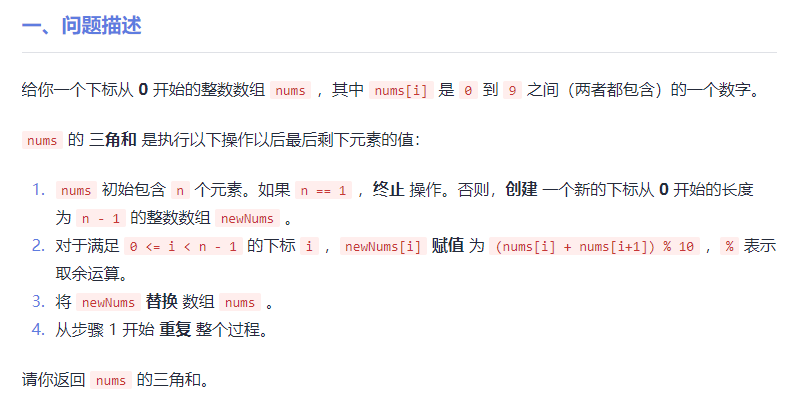 一、问题描述
给你一个下标从 0 开始的整数数组 nums ，其中 nums[i] 是 0 到 9 之间（两者都包含）的一个数字。
nums 的 三角和 是执行以下操作以后最后剩下元素的值：
1. nums 初始包含 n 个元素。如果 n == 1 ，终止 操作。否则，创建 一个新的下标从 0 开始的长度
为 n - 1 的整数数组 newNums 。
2. 对于满足 0 <= i < n - 1 的下标 i ，newNums[i] 赋值 为 (nums[i] + nums[i+1]) % 10 ，% 表示
取余运算。
3. 将 newNums 替换 数组 nums 。
4. 从步骤 1 开始 重复 整个过程。
请你返回 nums 的三角和。